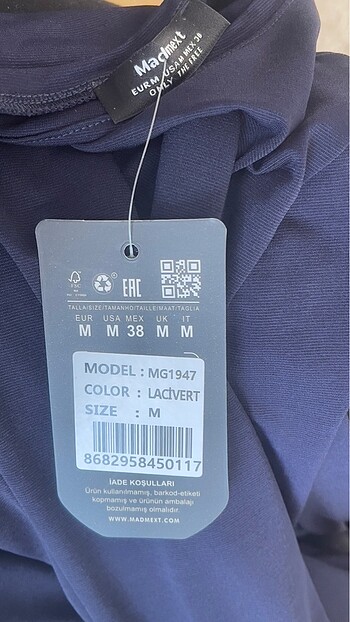 Madmext
EUR M USA M MEX 38
ONLY THE FREE
FSC
EAC
TALLA/SIZE/TAMANHO/TAILLE/MAAT/TAGLIA
EUR USA MEX UK IT
M M 38 M M
MODEL : MG1947
COLOR : LACİVERT
SIZE : M
8682958450117
İADE KOŞULLARI
Ürün kullanılmamış, barkod-etiketi
kopmamış ve ürünün ambalajı
bozulmamış olmalıdır.
WWW.MADMEXT.COM